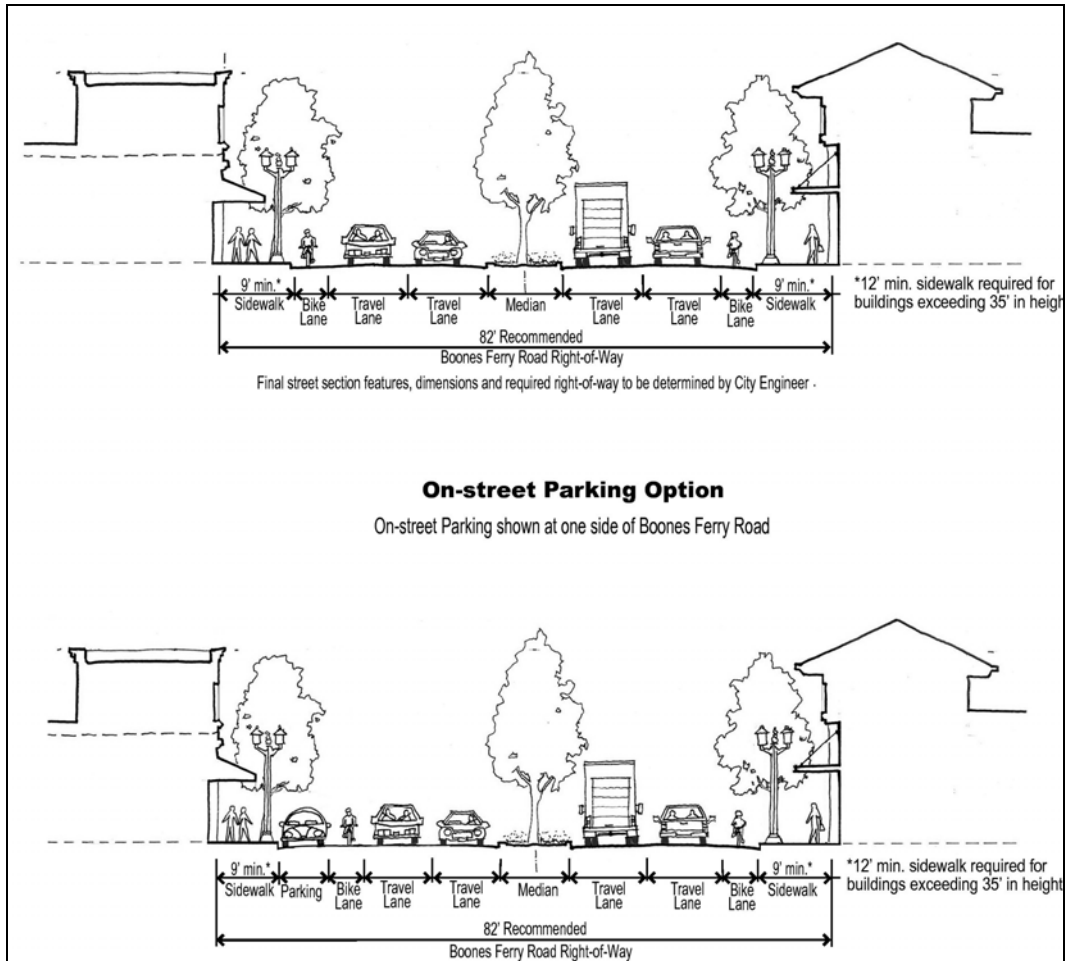 9' min.*
Sidewalk
Bike
Lane
Travel
Lane
Travel
Lane
Median
Travel
Lane
Travel
Lane
Bike
Lane
9' min.*
Sidewalk
*12' min. sidewalk required for
buildings exceeding 35' in heigh
82' Recommended
Boones Ferry Road Right-of-Way
Final street section features, dimensions and required right-of-way to be determined by City Engineer .
On-street Parking Option
On-street Parking shown at one side of Boones Ferry Road
9' min.*
Sidewalk
Parking
Bike
Lane
Travel
Lane
Travel
Lane
Median
Travel
Lane
Travel
Lane
Bike
Lane
9' min.*
Sidewalk
*12' min. sidewalk required for
buildings exceeding 35' in height
82' Recommended
Boones Ferry Road Right-of-Way